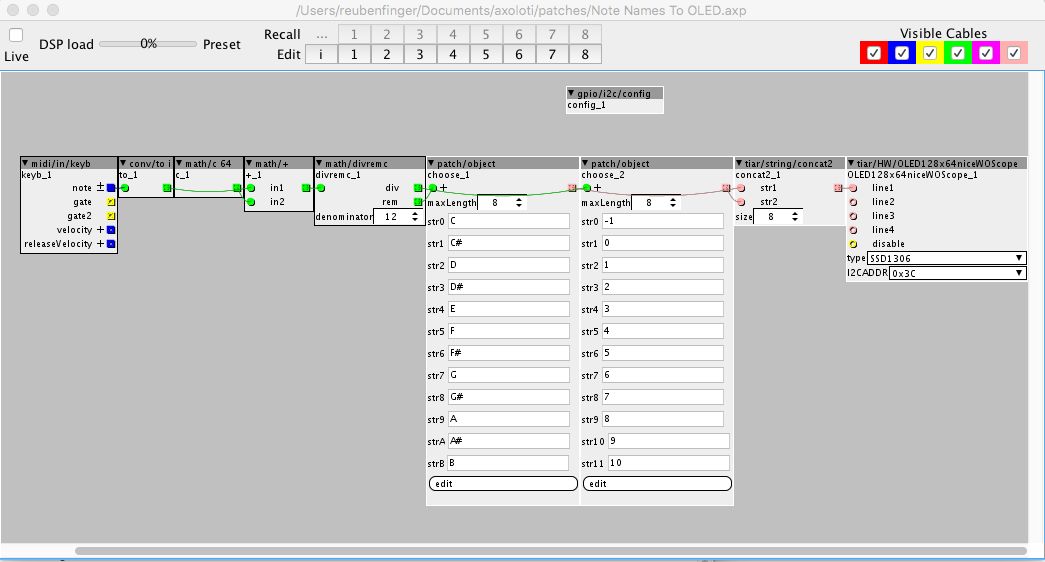 /Users/reubenfinger/Documents/axoloti/patches/Note Names To OLED.axp
Live
DSP load 0% Preset
Recall ... 1 2 3 4 5 6 7 8
Edit i 1 2 3 4 5 6 7 8
Visible Cables
gpio/i2c/config
config_1
midi/in/keyb
keyb_1
note
gate
gate2
velocity
releaseVelocity
conv/to i
to_1
math/c 64
c_1
math/+
+_1
in1
in2
math/divremc
divremc_1
div
rem
denominator 12
patch/object
choose_1
+
maxLength 8
str0 C
str1 C#
str2 D
str3 D#
str4 E
str5 F
str6 F#
str7 G
str8 G#
str9 A
strA A#
strB B
edit
patch/object
choose_2
+
maxLength 8
str0 -1
str1 0
str2 1
str3 2
str4 3
str5 4
str6 5
str7 6
str8 7
str9 8
str10 9
str11 10
edit
tiar/string/concat2
concat2_1
str1
str2
size 8
tiar/HW/OLED128x64niceWOScope
OLED128x64niceWOScope_1
line1
line2
line3
line4
disable
type SSD1306
I2CADDR 0x3C